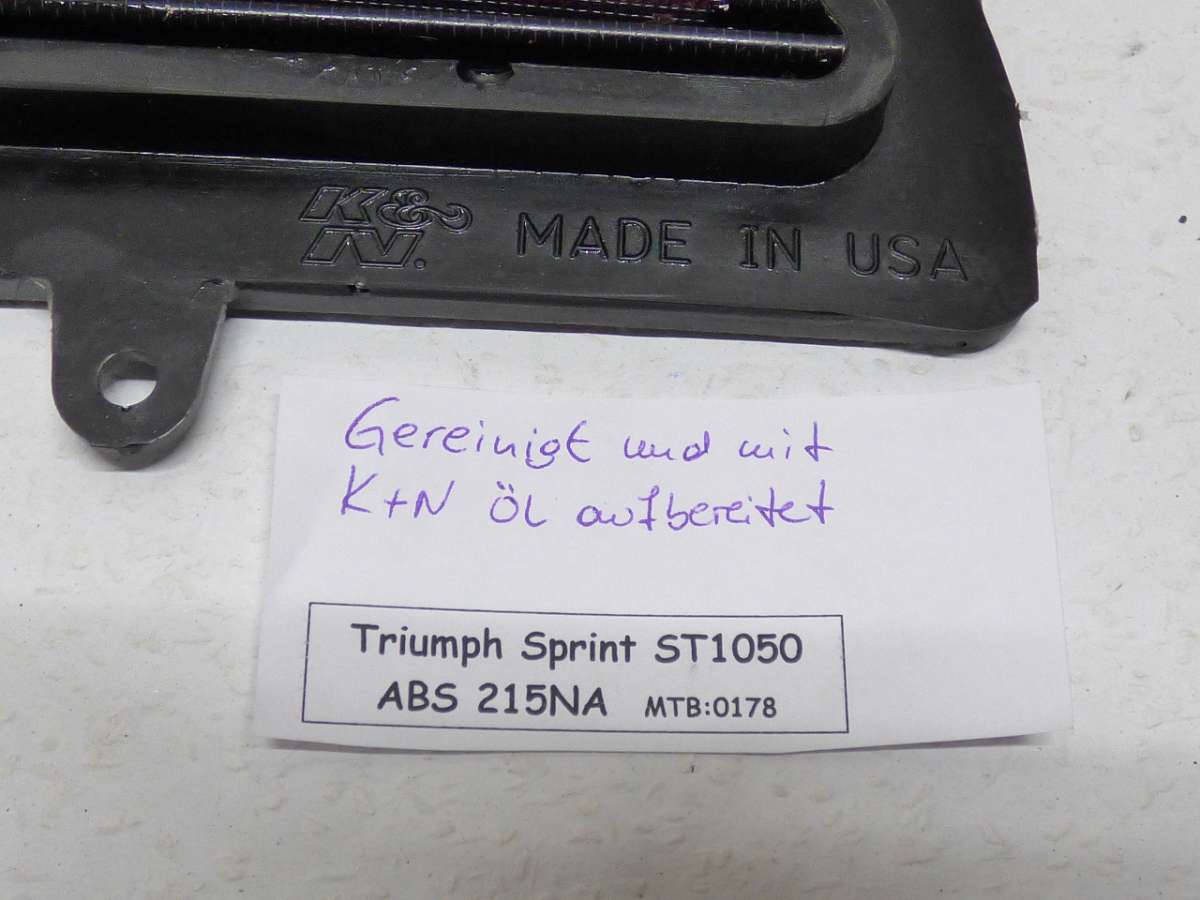 K&N. MADE IN USA
Gereinigt und mit
K+N ÖL aufbereitet
Triumph Sprint ST1050
ABS 215NA MTB:0178